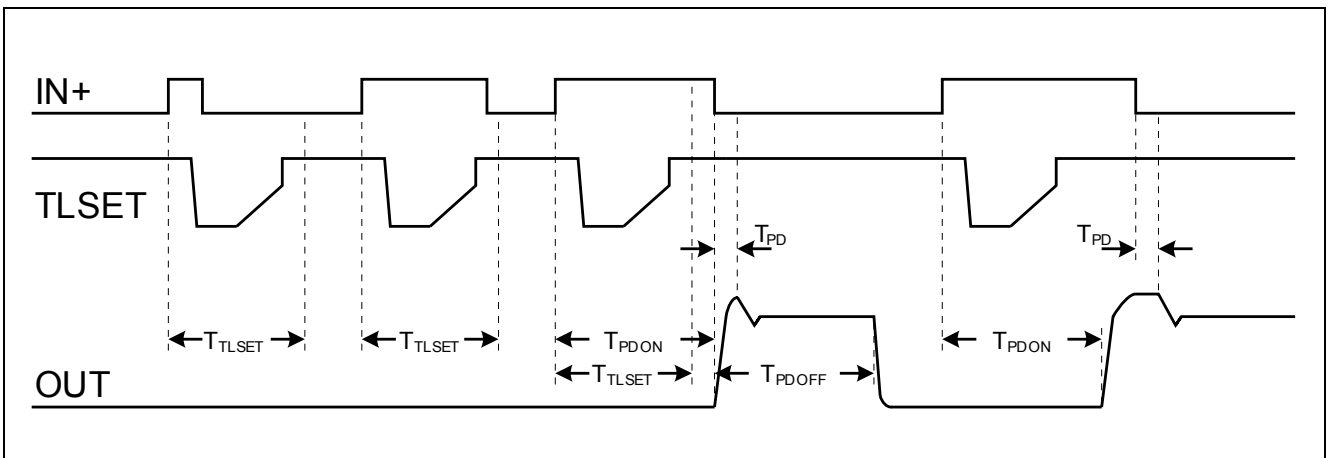 IN+
TLSET
TPD TPD
TTLSET TTLSET TPDON TPDON
TTLSET TPDOFF
OUT